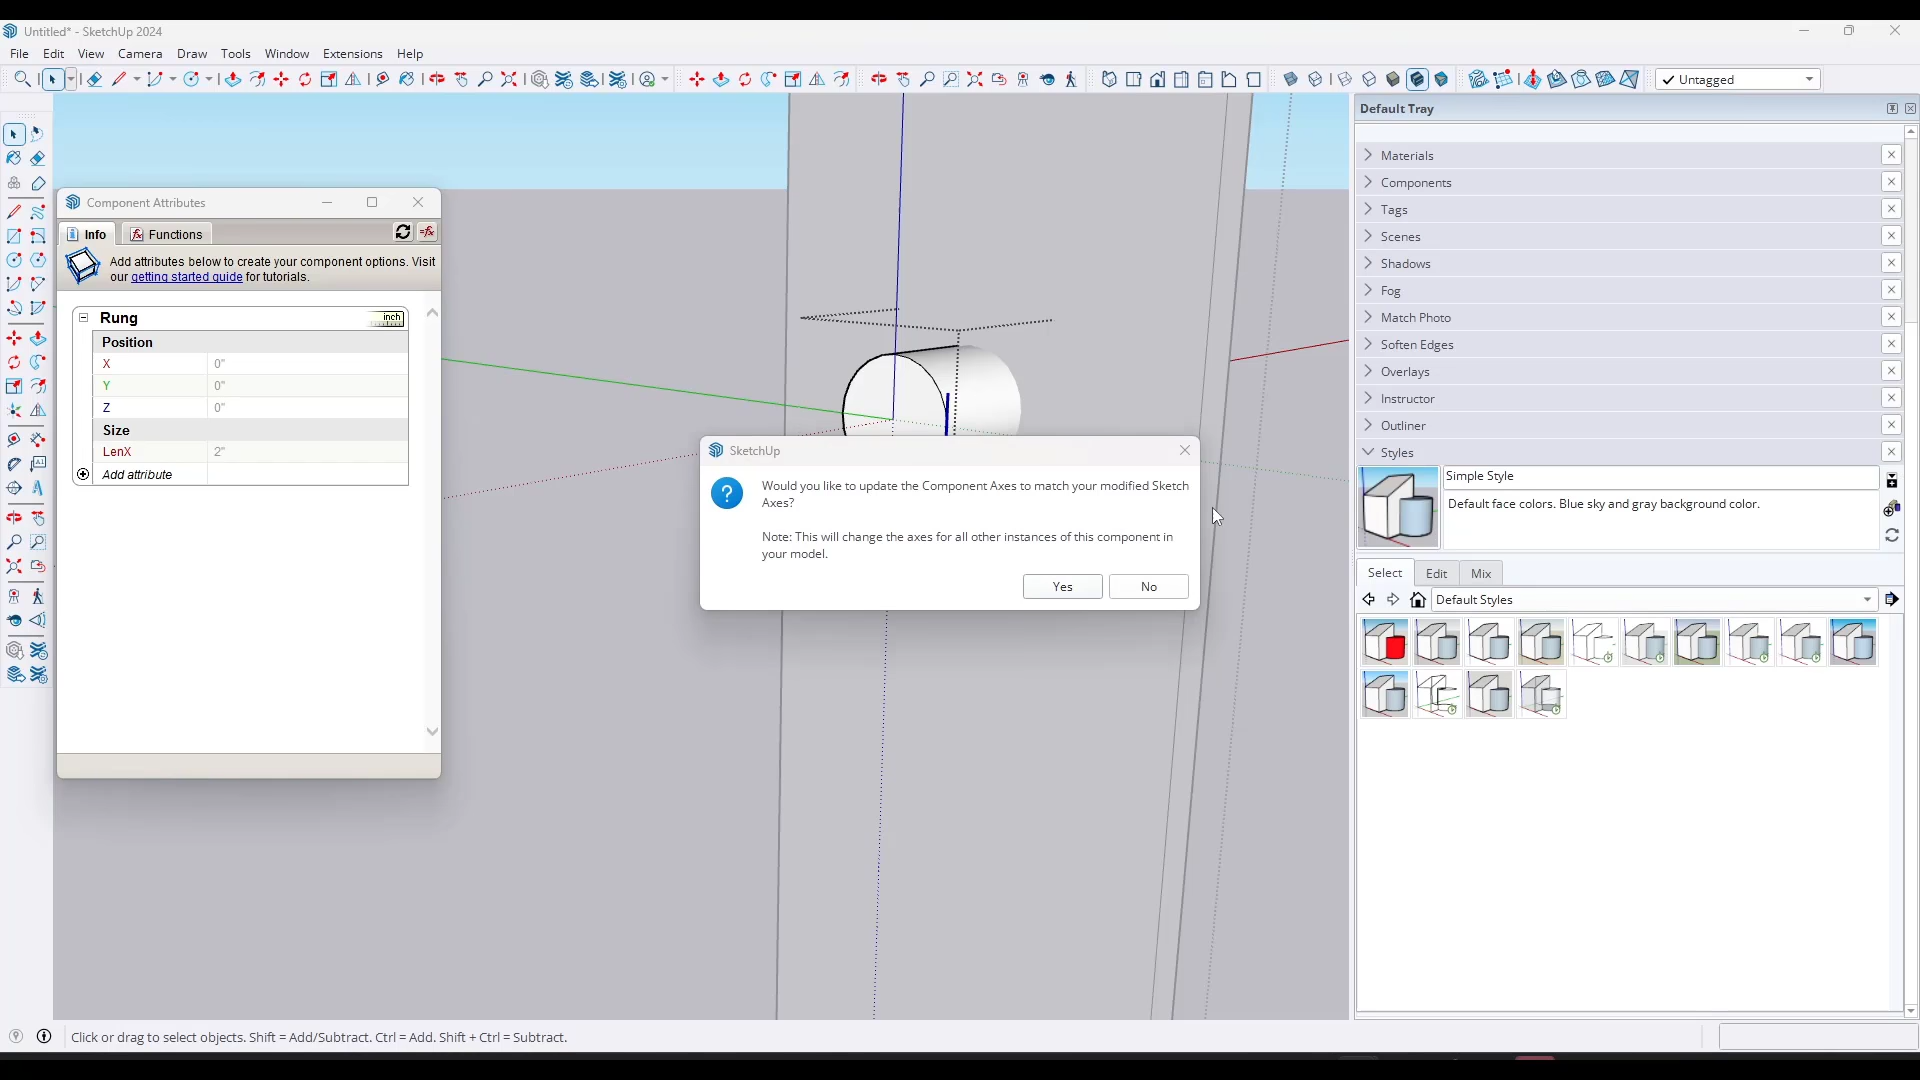 Untitled* - SketchUp 2024
File Edit View Camera Draw Tools Window Extensions Help
Untagged
Default Tray
Materials
Components
Tags
Scenes
Shadows
Fog
Match Photo
Soften Edges
Overlays
Instructor
Outliner
Styles
Simple Style
Default face colors. Blue sky and gray background color.
Select Edit Mix
Default Styles
Component Attributes
Info Functions =fx
Add attributes below to create your component options. Visit
our getting started guide for tutorials.
Rung inch
Position
X 0"
Y 0"
Z 0"
Size
LenX 2"
Add attribute
SketchUp
Would you like to update the Component Axes to match your modified Sketch
Axes?
Note: This will change the axes for all other instances of this component in
your model.
Yes No
Click or drag to select objects. Shift = Add/Subtract. Ctrl = Add. Shift + Ctrl = Subtract.